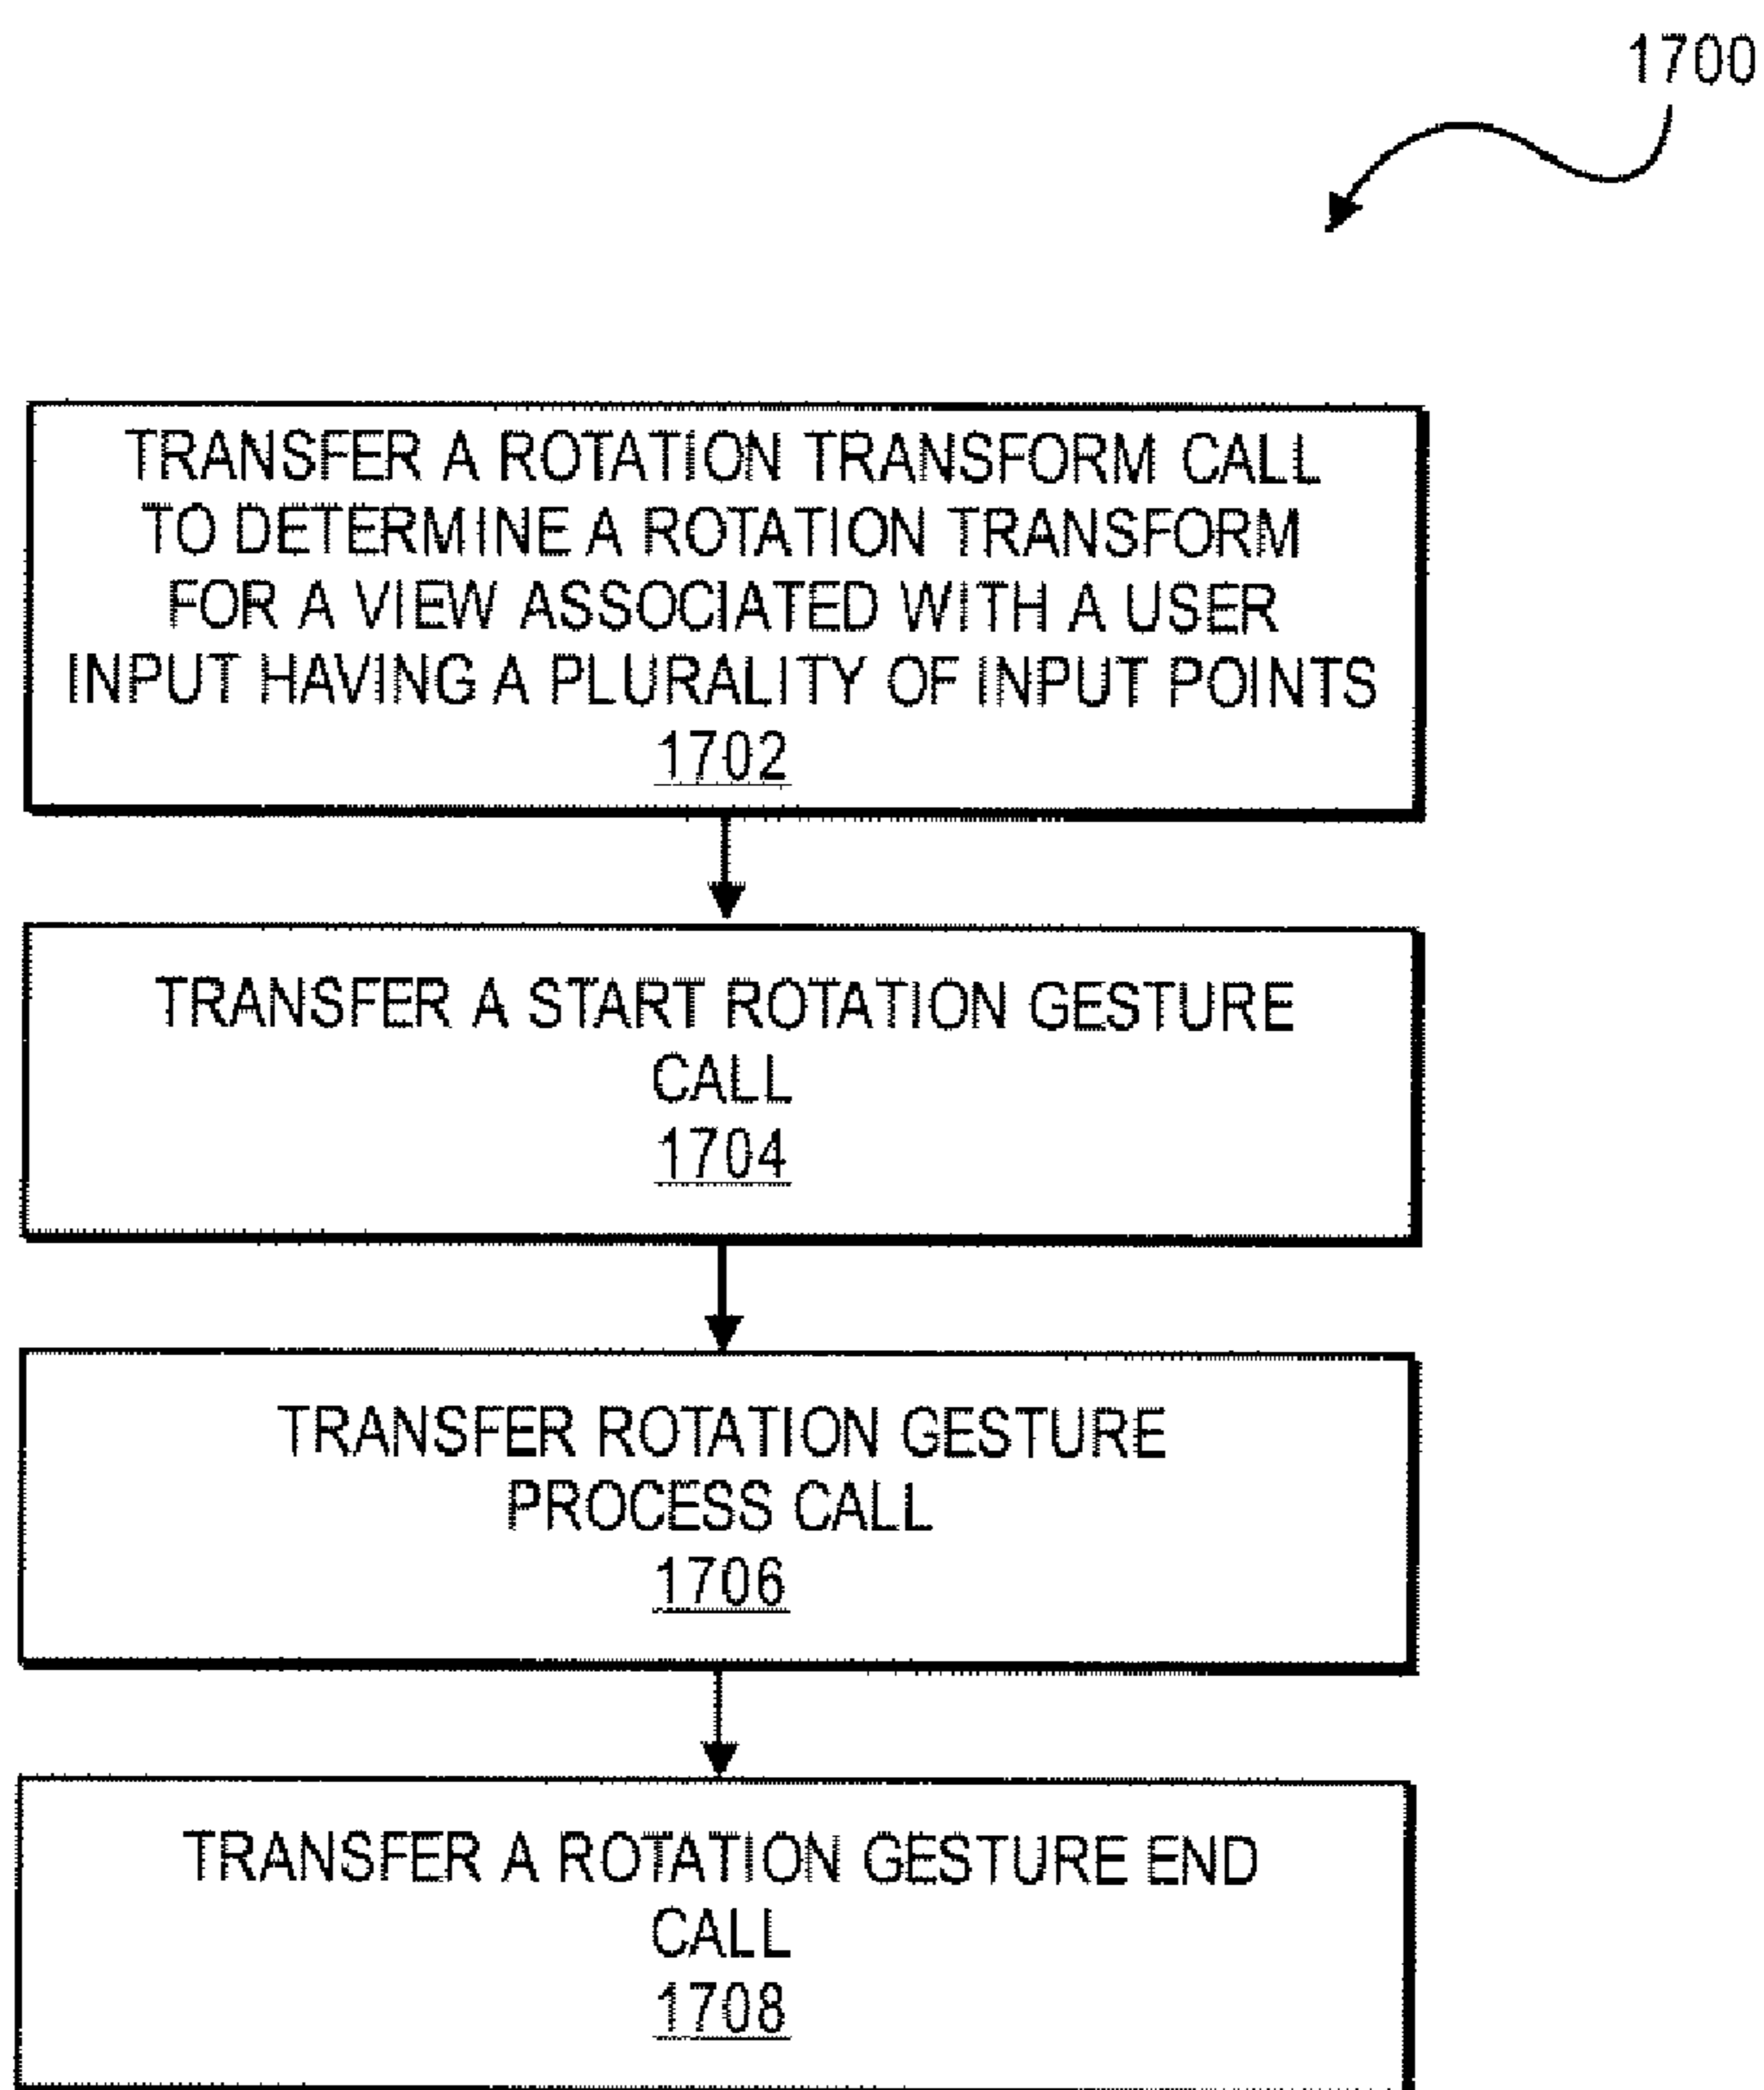 1700
TRANSFER A ROTATION TRANSFORM CALL
TO DETERMINE A ROTATION TRANSFORM
FOR A VIEW ASSOCIATED WITH A USER
INPUT HAVING A PLURALITY OF INPUT POINTS
1702
TRANSFER A START ROTATION GESTURE
CALL
1704
TRANSFER ROTATION GESTURE
PROCESS CALL
1706
TRANSFER A ROTATION GESTURE END
CALL
1708